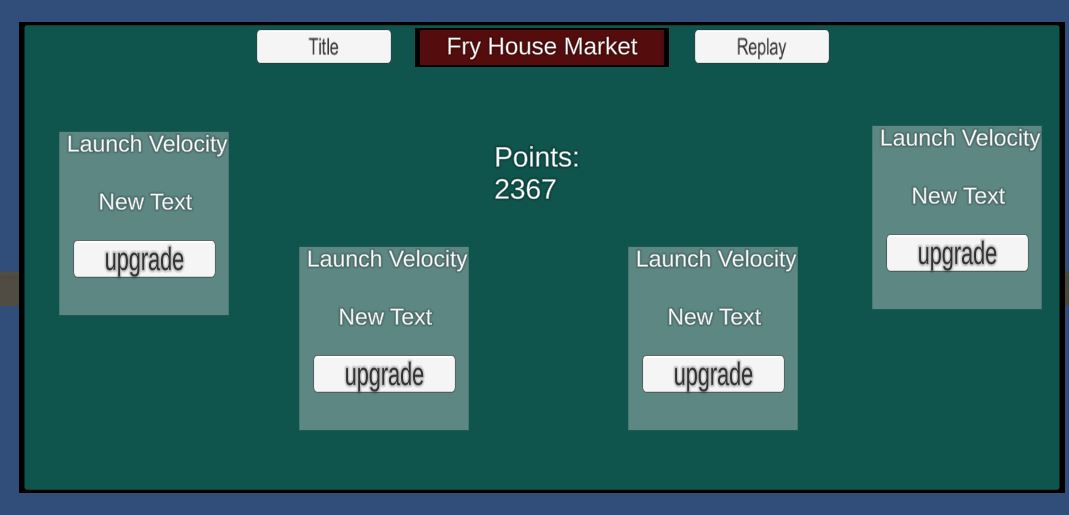 Title
Fry House Market
Replay
Points:
2367
Launch Velocity
New Text
upgrade
Launch Velocity
New Text
upgrade
Launch Velocity
New Text
upgrade
Launch Velocity
New Text
upgrade